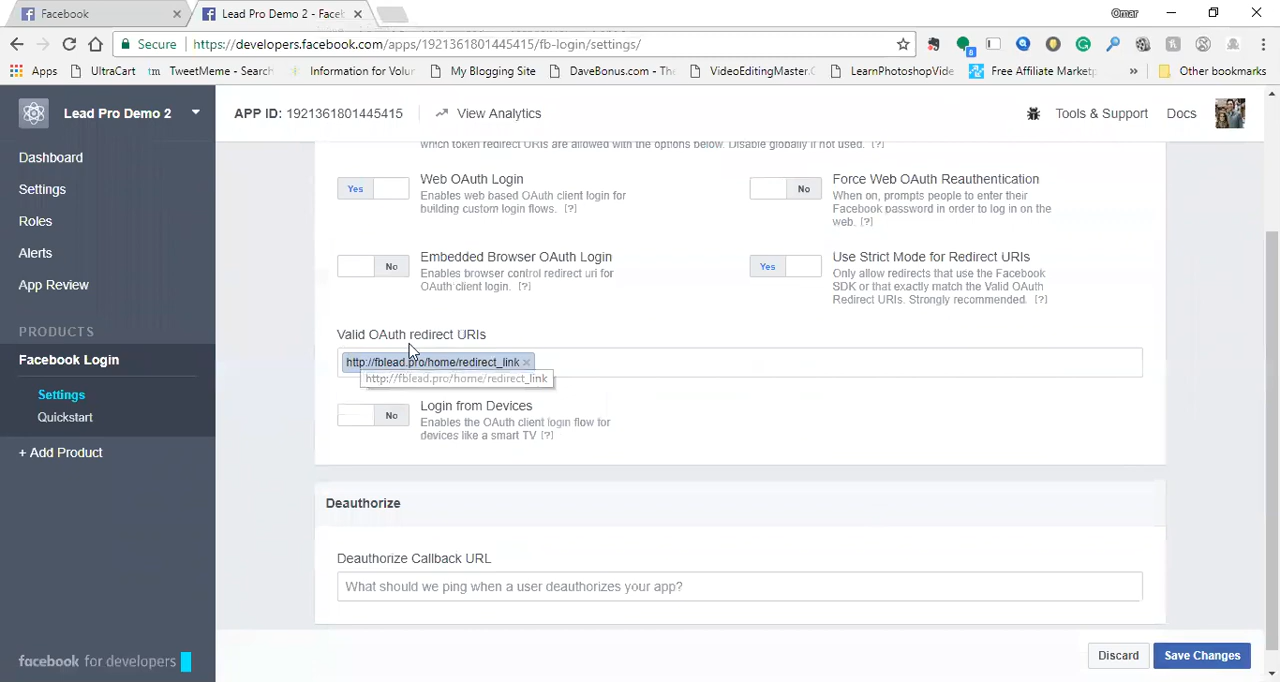 Facebook
Lead Pro Demo 2 - Face
Omar
Secure
https://developers.facebook.com/apps/1921361801445415/fb-login/settings/
8
Apps
UltraCart
tm
TweetMeme - Search
Information for Volun
My Blogging Site
DaveBonus.com - The
VideoEditingMaster.C
LearnPhotoshopVide
Free Affiliate Market
»
Other bookmarks
Lead Pro Demo 2
APP ID: 1921361801445415
View Analytics
Tools & Support
Docs
Dashboard
Settings
Roles
Alerts
App Review
PRODUCTS
Facebook Login
Settings
Quickstart
+ Add Product
facebook for developers
which token redirect URIs are allowed with the options below. Disable globally if not used. [?]
Yes
Web OAuth Login
Enables web based OAuth client login for
building custom login flows. [?]
No
Force Web OAuth Reauthentication
When on, prompts people to enter their
Facebook password in order to log in on the
web. [?]
No
Embedded Browser OAuth Login
Enables browser control redirect uri for
OAuth client login. [?]
Yes
Use Strict Mode for Redirect URIs
Only allow redirects that use the Facebook
SDK or that exactly match the Valid OAuth
Redirect URIs. Strongly recommended. [?]
Valid OAuth redirect URIs
http://fblead.pro/home/redirect_link ×
http://fblead.pro/home/redirect_link
No
Login from Devices
Enables the OAuth client login flow for
devices like a smart TV [?]
Deauthorize
Deauthorize Callback URL
What should we ping when a user deauthorizes your app?
Discard
Save Changes